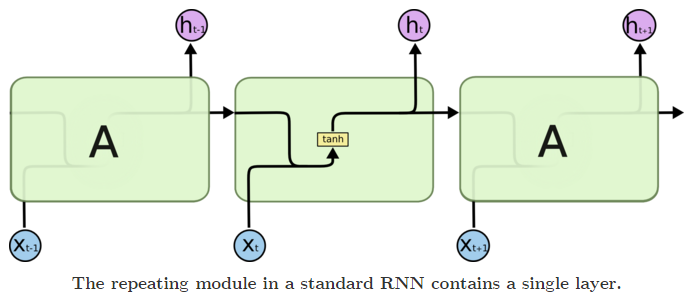 h t-1
h t
h t+1
A
tanh
A
X t-1
X t
X t+1
The repeating module in a standard RNN contains a single layer.